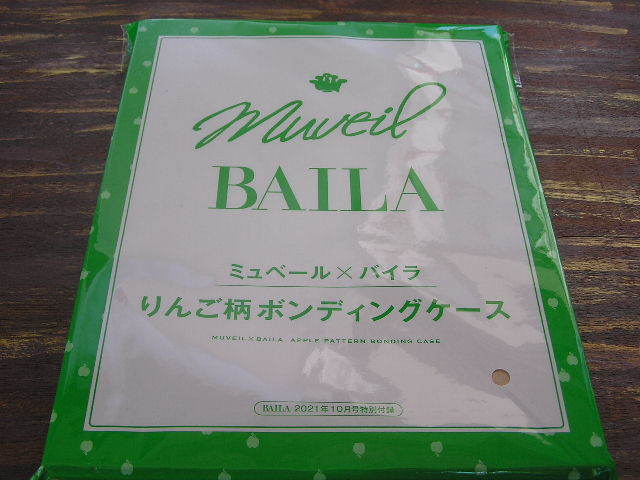 muveil
BAILA
ミュベール×バイラ
りんご柄ボンディングケース
MUVEIL×BAILA APPLE PATTERN BONDING CASE
BAILA 2021年10月号特別付録